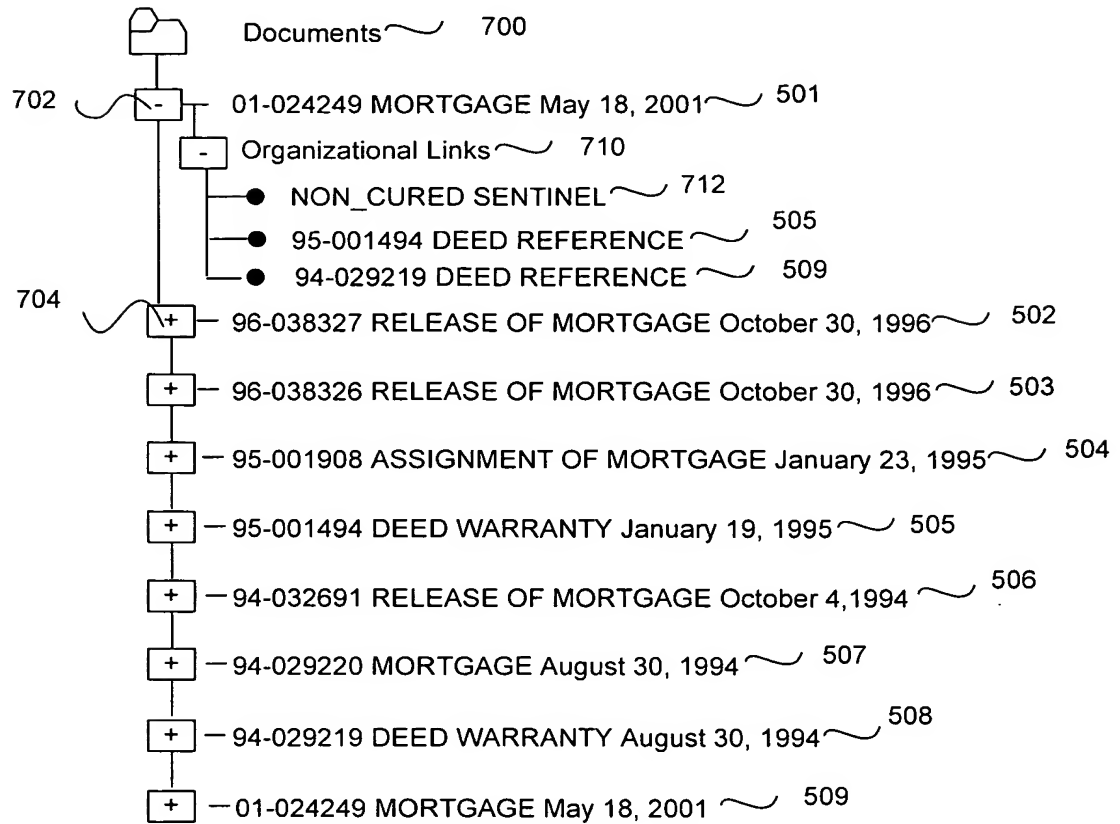 Documents 700
702 - 01-024249 MORTGAGE May 18, 2001 501
- Organizational Links 710
NON_CURED SENTINEL 712
95-001494 DEED REFERENCE 505
94-029219 DEED REFERENCE 509
704 + 96-038327 RELEASE OF MORTGAGE October 30, 1996 502
+ 96-038326 RELEASE OF MORTGAGE October 30, 1996 503
+ 95-001908 ASSIGNMENT OF MORTGAGE January 23, 1995 504
+ 95-001494 DEED WARRANTY January 19, 1995 505
+ 94-032691 RELEASE OF MORTGAGE October 4,1994 506
+ 94-029220 MORTGAGE August 30, 1994 507
+ 94-029219 DEED WARRANTY August 30, 1994 508
+ 01-024249 MORTGAGE May 18, 2001 509